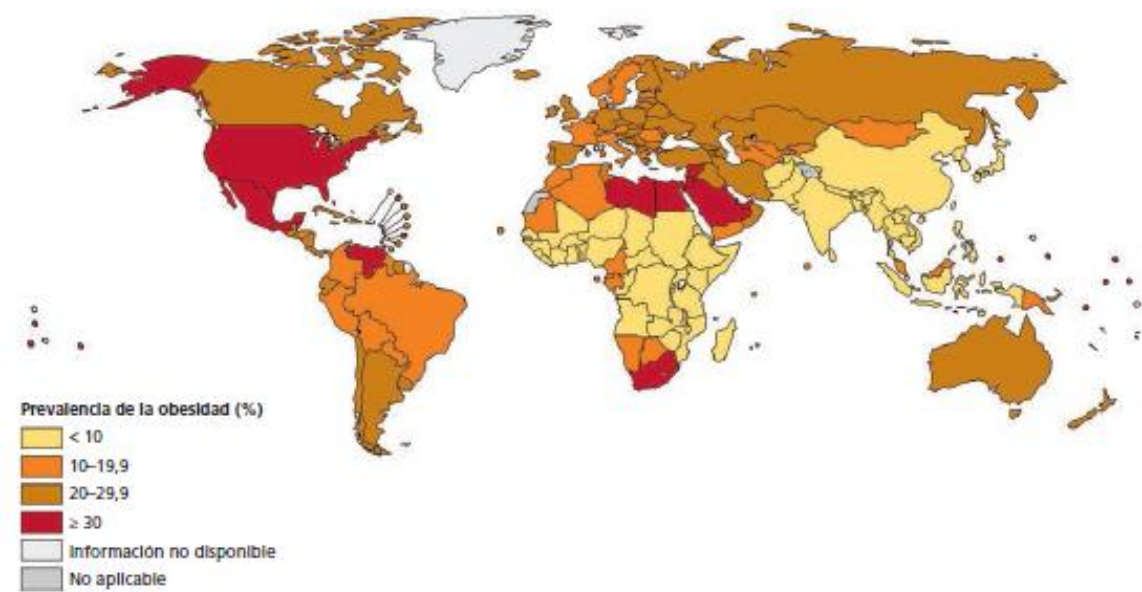 Prevalencia de la obesidad (%)
< 10
10–19,9
20–29,9
≥ 30
Información no disponible
No aplicable